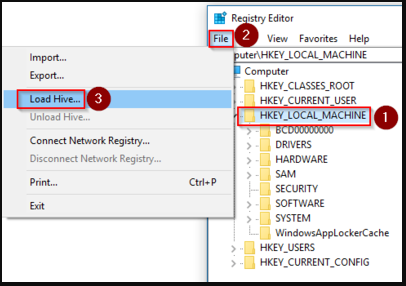 Registry Editor
File View Favorites Help
puter\HKEY_LOCAL_MACHINE
Computer
HKEY_CLASSES_ROOT
HKEY_CURRENT_USER
HKEY_LOCAL_MACHINE
BCD00000000
DRIVERS
HARDWARE
SAM
SECURITY
SOFTWARE
SYSTEM
WindowsAppLockerCache
HKEY_USERS
HKEY_CURRENT_CONFIG
Import...
Export...
Load Hive...
Unload Hive...
Connect Network Registry...
Disconnect Network Registry...
Print... Ctrl+P
Exit
1
2
3